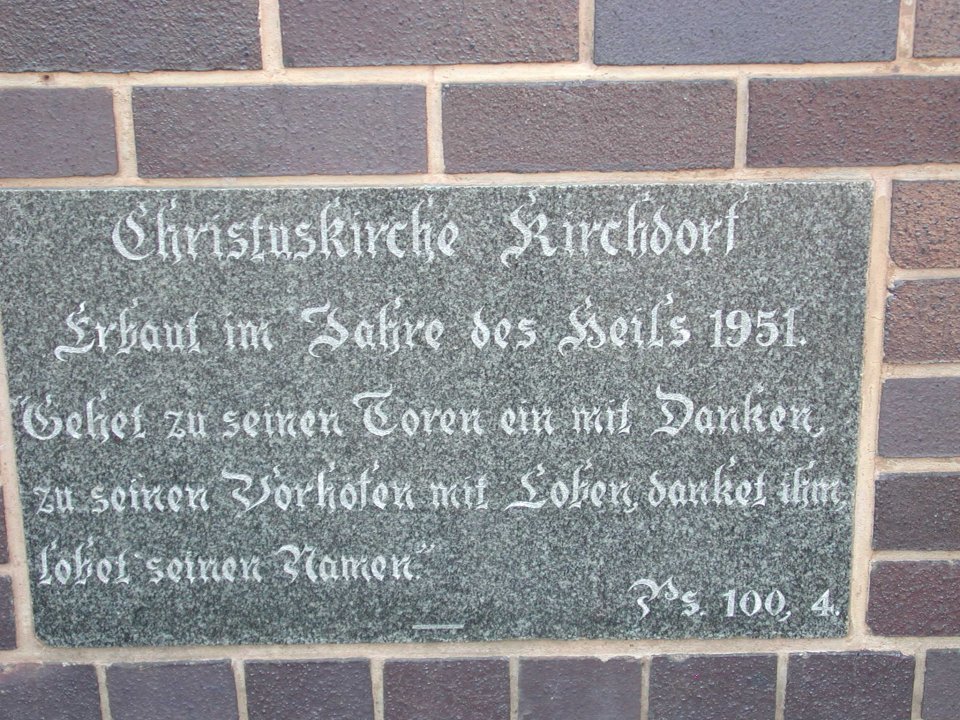 Christuskirche Kirchdorf
Erbaut im Jahre des Heils 1951.
"Gehet zu seinen Toren ein mit Danken,
zu seinen Vorhofen mit Loben, danket ihm,
lobet seinen Namen."
Ps. 100, 4.